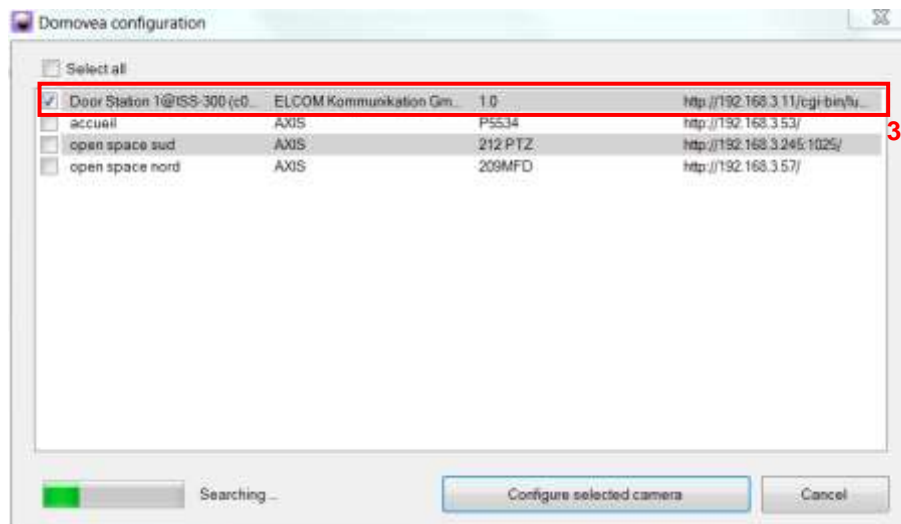 Domovea configuration
Select all
Door Station 1@ISS-300 (c0... ELCOM Kommunikation Gm... 1.0 http://192.168.3.11/cgi-bin/lu...
accueil AXIS P5534 http://192.168.3.53/
3
open space sud AXIS 212 PTZ http://192.168.3.245:1025/
open space nord AXIS 209MFD http://192.168.3.57/
Searching...
Configure selected camera
Cancel